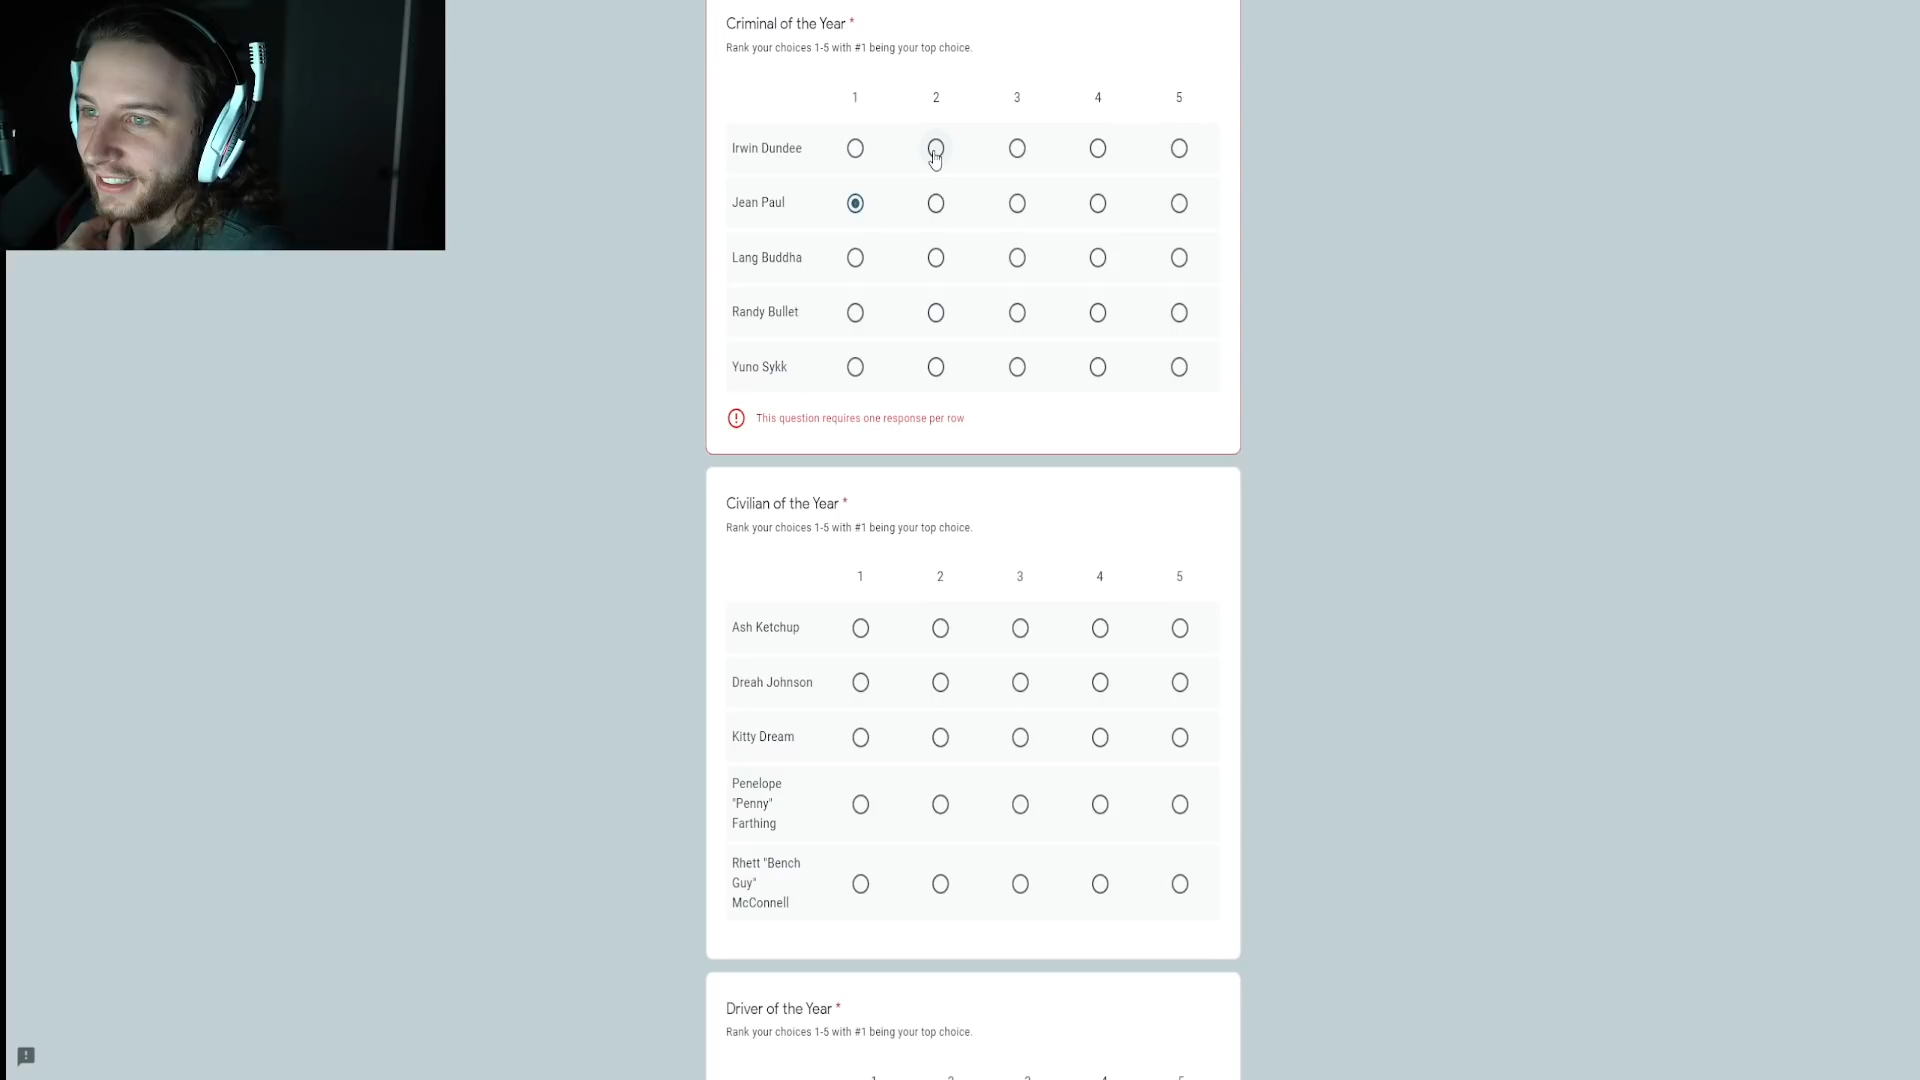 Criminal of the Year *
Rank your choices 1-5 with #1 being your top choice.
1 2 3 4 5
Irwin Dundee
Jean Paul
Lang Buddha
Randy Bullet
Yuno Sykk
This question requires one response per row
Civilian of the Year *
Rank your choices 1-5 with #1 being your top choice.
1 2 3 4 5
Ash Ketchup
Dreah Johnson
Kitty Dream
Penelope
"Penny"
Farthing
Rhett "Bench
Guy"
McConnell
Driver of the Year *
Rank your choices 1-5 with #1 being your top choice.